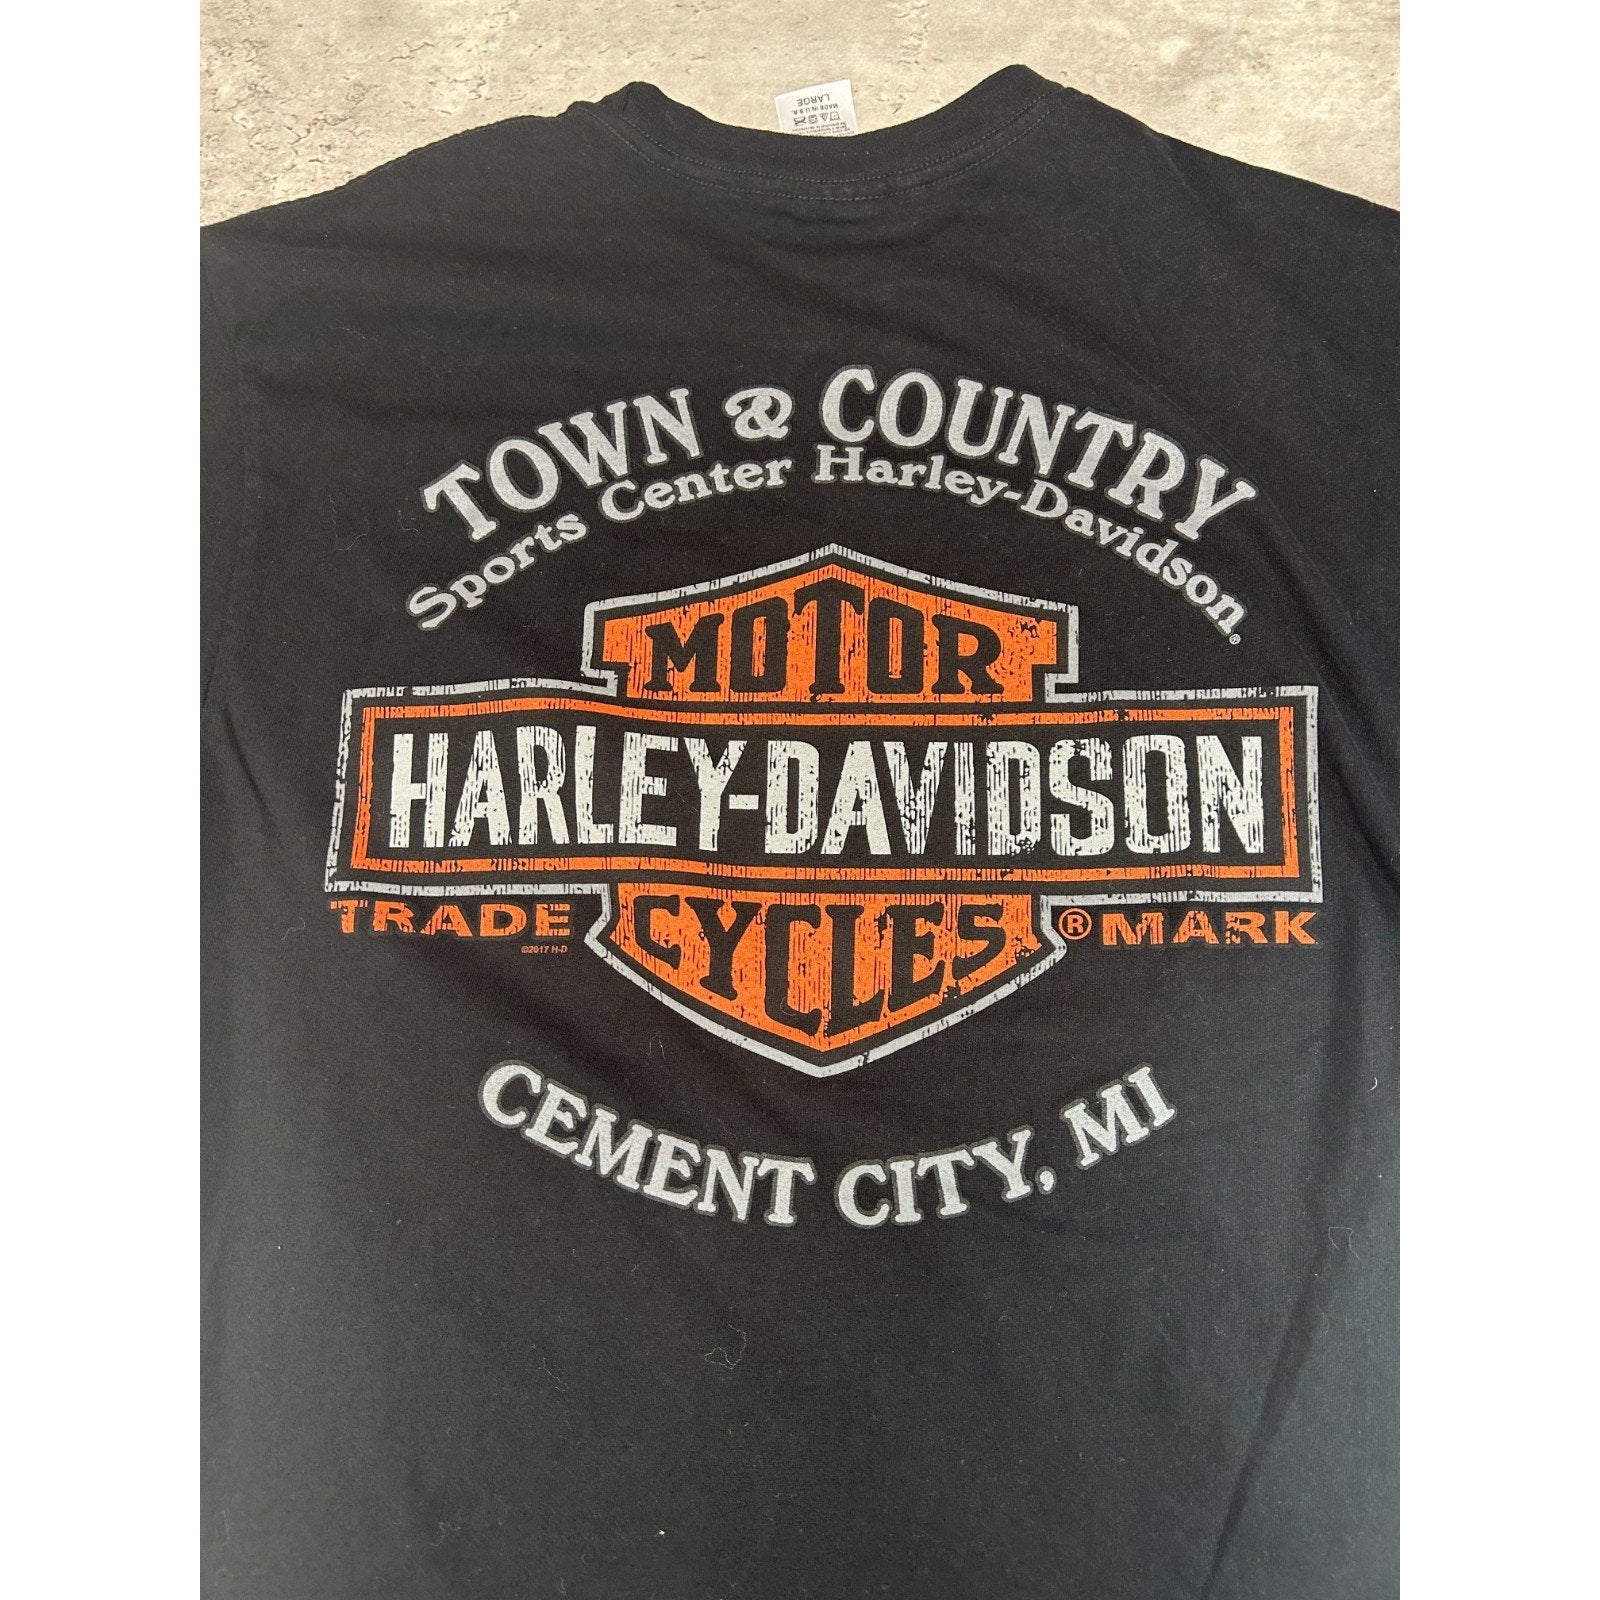 LARGE
MADE IN U.S.A.
TOWN & COUNTRY
Sports Center Harley-Davidson®
MOTOR
HARLEY-DAVIDSON
TRADE ® MARK
©2017 H-D
CYCLES
CEMENT CITY, MI